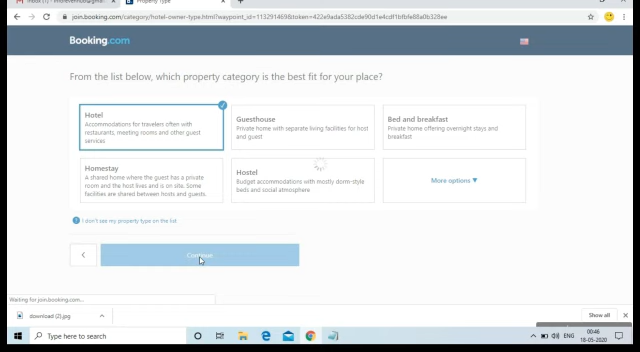 Property Type
join.booking.com/category/hotel-owner-type.html?waypoint_id=113291469&token=422e9ada5382cde90d1e4cdf1bfbfe88a0b328ee
Booking.com
From the list below, which property category is the best fit for your place?
Hotel
Accommodations for travelers often with
restaurants, meeting rooms and other guest
services
Guesthouse
Private home with separate living facilities for host
and guest
Bed and breakfast
Private home offering overnight stays and
breakfast
Homestay
A shared home where the guest has a private
room and the host lives and is on site. Some
facilities are shared between hosts and guests.
Hostel
Budget accommodations with mostly dorm-style
beds and social atmosphere
More options ▼
? I don't see my property type on the list
Continue
Waiting for join.booking.com...
download (2).jpg
Show all
Type here to search
ENG
00:46
18-05-2020